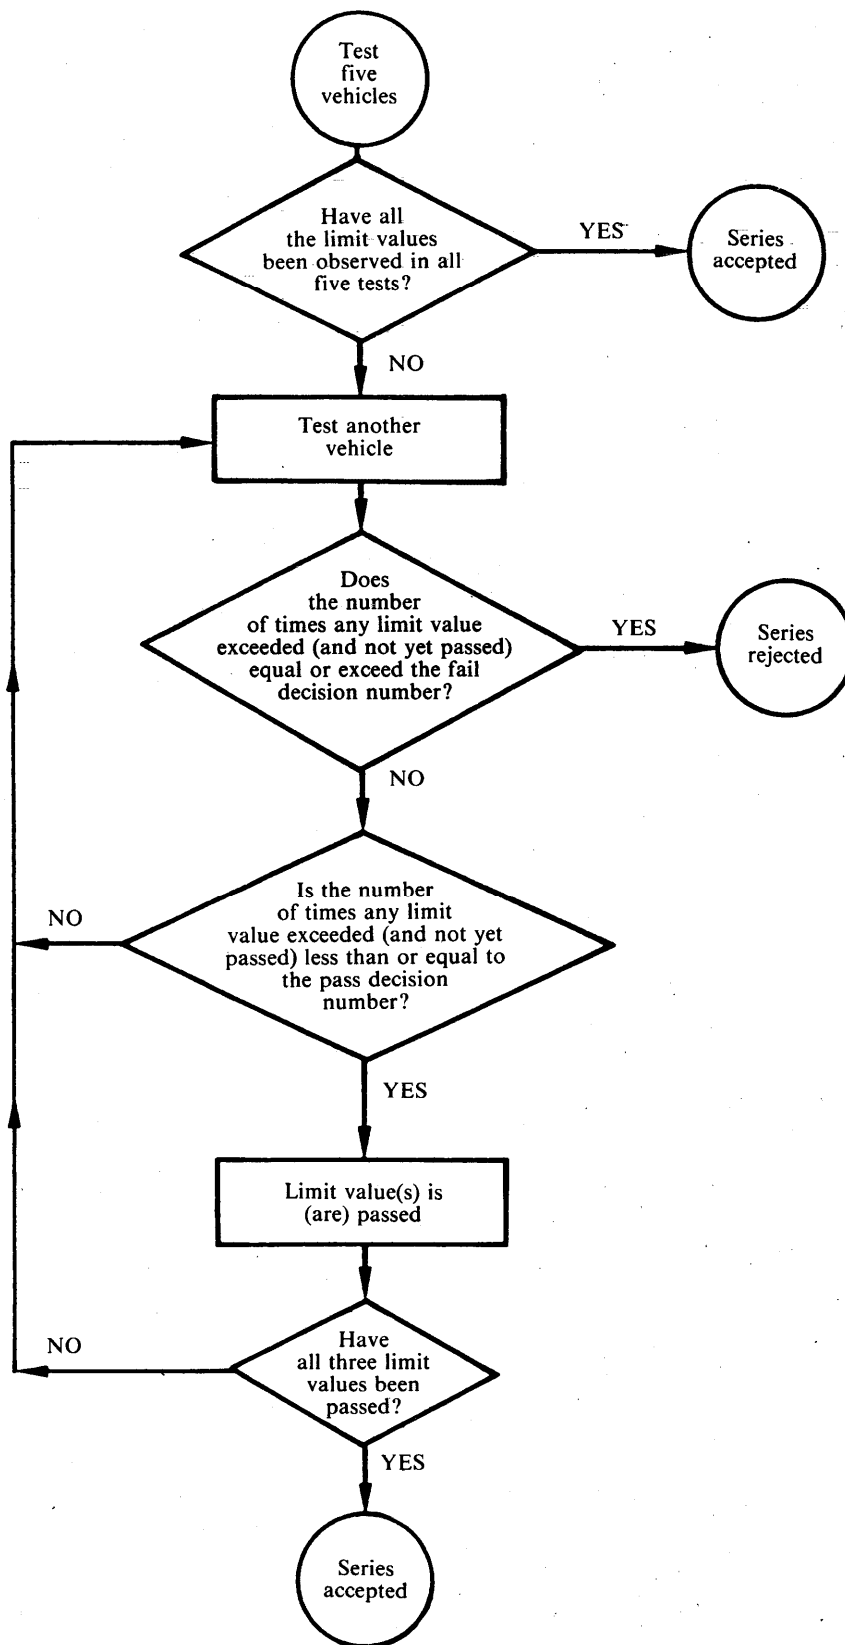 Test
five
vehicles
Have all
the limit values
been observed in all
five tests?
YES
Series
accepted
NO
Test another
vehicle
Does
the number
of times any limit value
exceeded (and not yet passed)
equal or exceed the fail
decision number?
YES
Series
rejected
NO
Is the number
of times any limit
value exceeded (and not yet
passed) less than or equal to
the pass decision
number?
NO
YES
Limit value(s) is
(are) passed
Have
all three limit
values been
passed?
NO
YES
Series
accepted